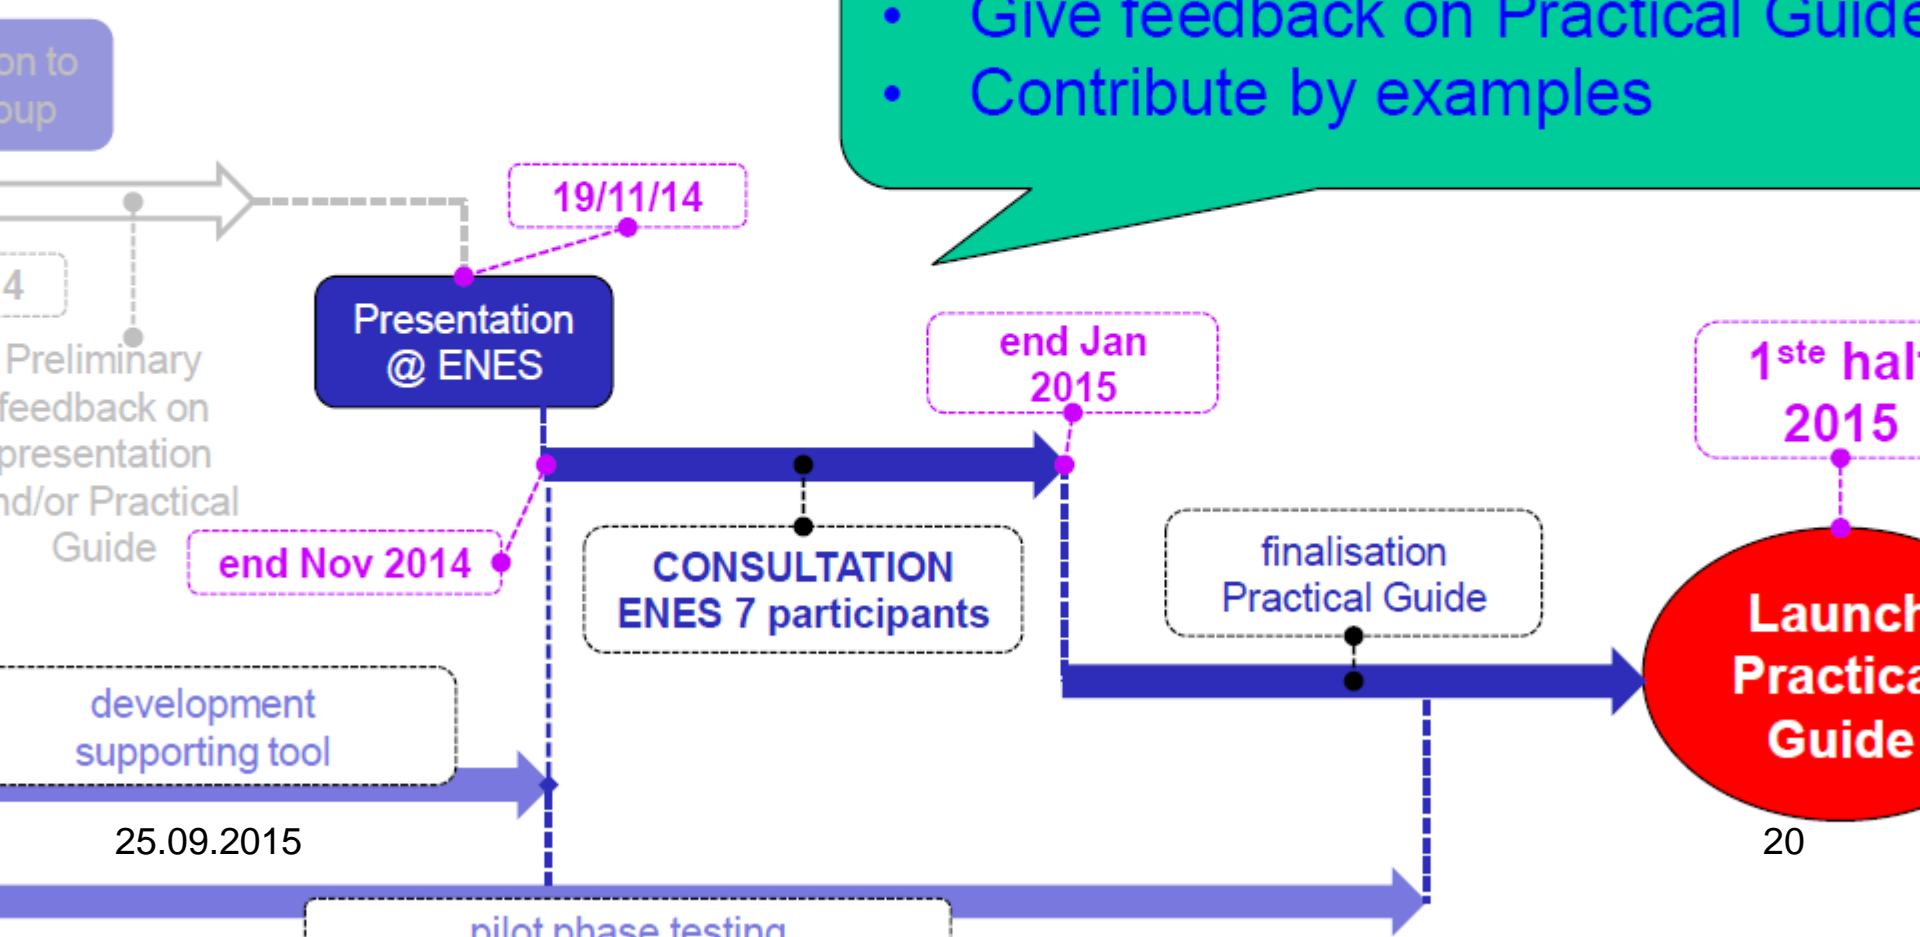 • Give feedback on Practical Guide
• Contribute by examples
on to
oup
19/11/14
4
Presentation
@ ENES
end Jan
2015
1ste half
2015
Preliminary
feedback on
presentation
nd/or Practical
Guide
end Nov 2014
CONSULTATION
ENES 7 participants
finalisation
Practical Guide
Launch
Practica
Guide
development
supporting tool
25.09.2015
20
pilot phase testing